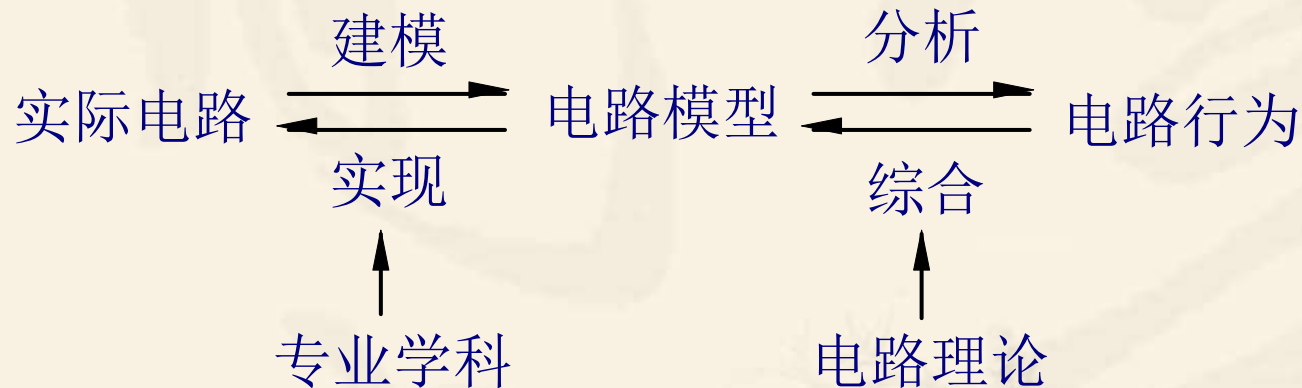 建模
分析
实际电路
电路模型
电路行为
实现
综合
专业学科
电路理论